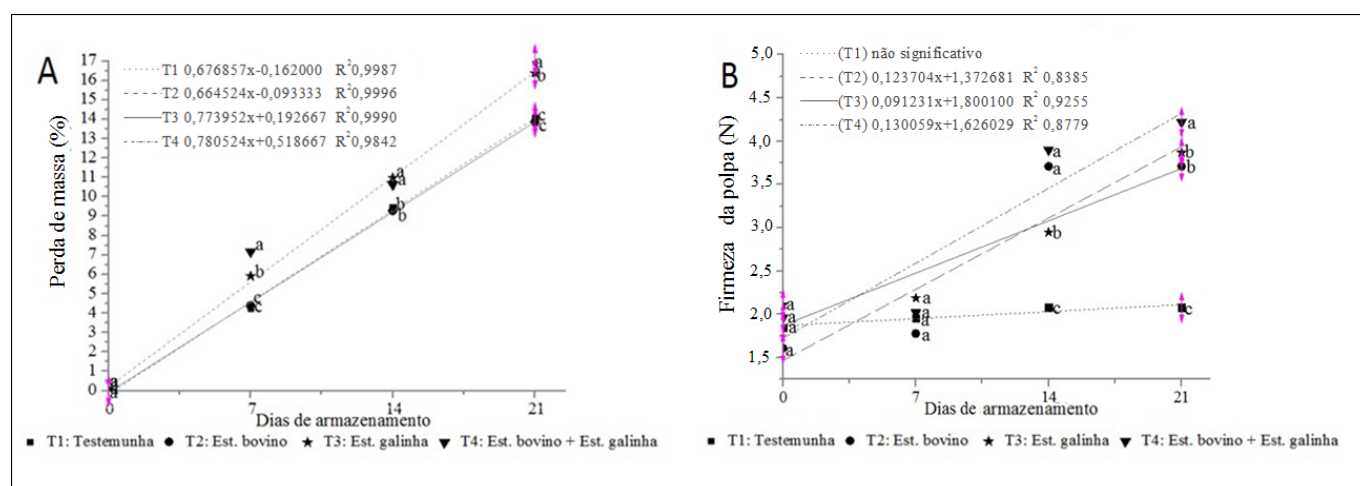 A
Perda de massa (%)
17
16
15
14
13
12
11
10
9
8
7
6
5
4
3
2
1
0
T1 0,676857x-0,162000 R²0,9987
T2 0,664524x-0,093333 R²0,9996
T3 0,773952x+0,192667 R²0,9990
T4 0,780524x+0,518667 R²0,9842
a
a
a
b
c
c
a
a
b
b
a
b
c
c
0 7 14 21
Dias de armazenamento
T1: Testemunha T2: Est. bovino T3: Est. galinha T4: Est. bovino + Est. galinha
B
Firmeza da polpa (N)
5,0
4,5
4,0
3,5
3,0
2,5
2,0
1,5
(T1) não significativo
(T2) 0,123704x+1,372681 R² 0,8385
(T3) 0,091231x+1,800100 R² 0,9255
(T4) 0,130059x+1,626029 R² 0,8779
a
a
a
a
a
a
a
a
a
a
b
c
a
b
b
c
0 7 14 21
Dias de armazenamento
T1: Testemunha T2: Est. bovino T3: Est. galinha T4: Est. bovino + Est. galinha